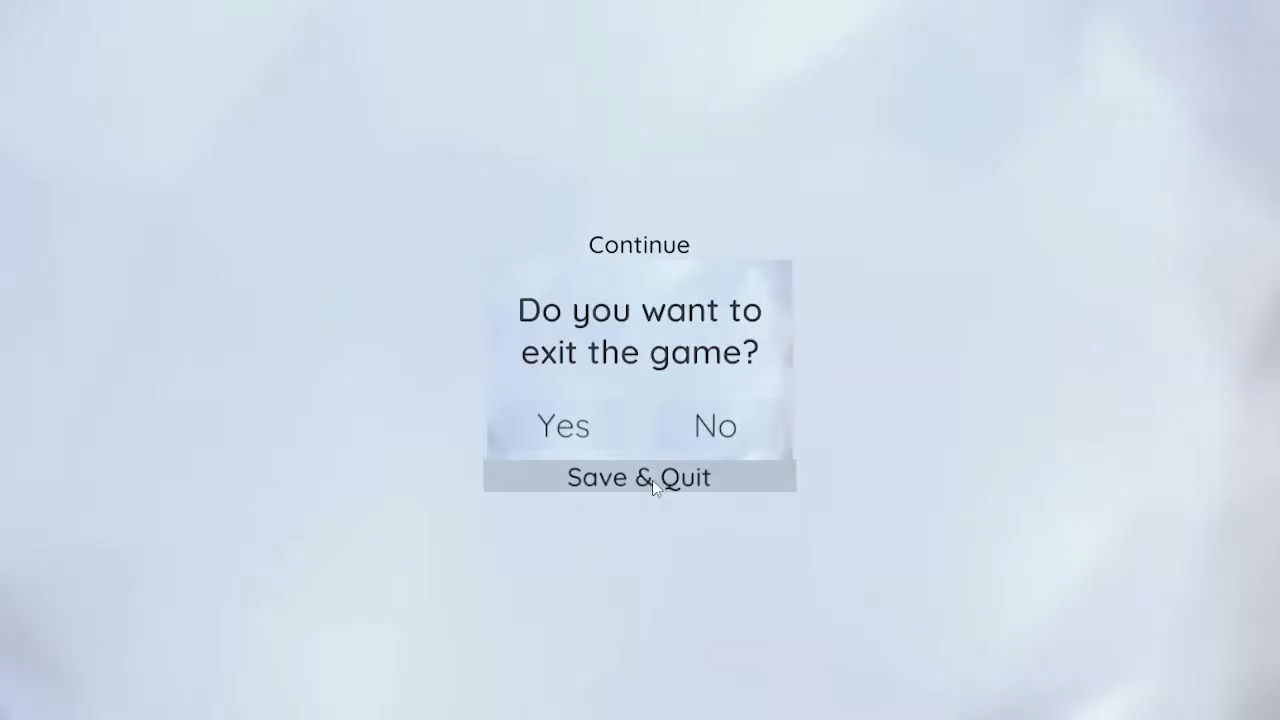 Continue
Do you want to
exit the game?
Yes No
Save & Quit